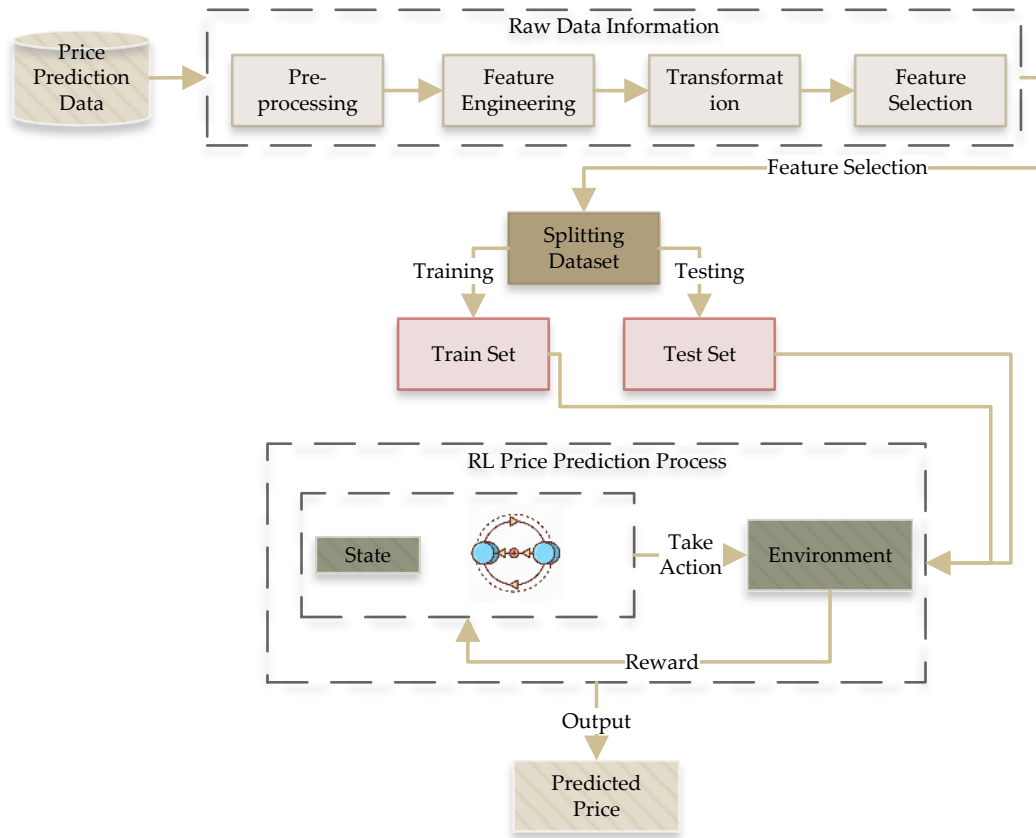 Raw Data Information
Price
Prediction
Data
Pre-
processing
Feature
Engineering
Transformat
ion
Feature
Selection
Feature Selection
Splitting
Dataset
Training
Testing
Train Set
Test Set
RL Price Prediction Process
State
Take
Action
Environment
Reward
Output
Predicted
Price